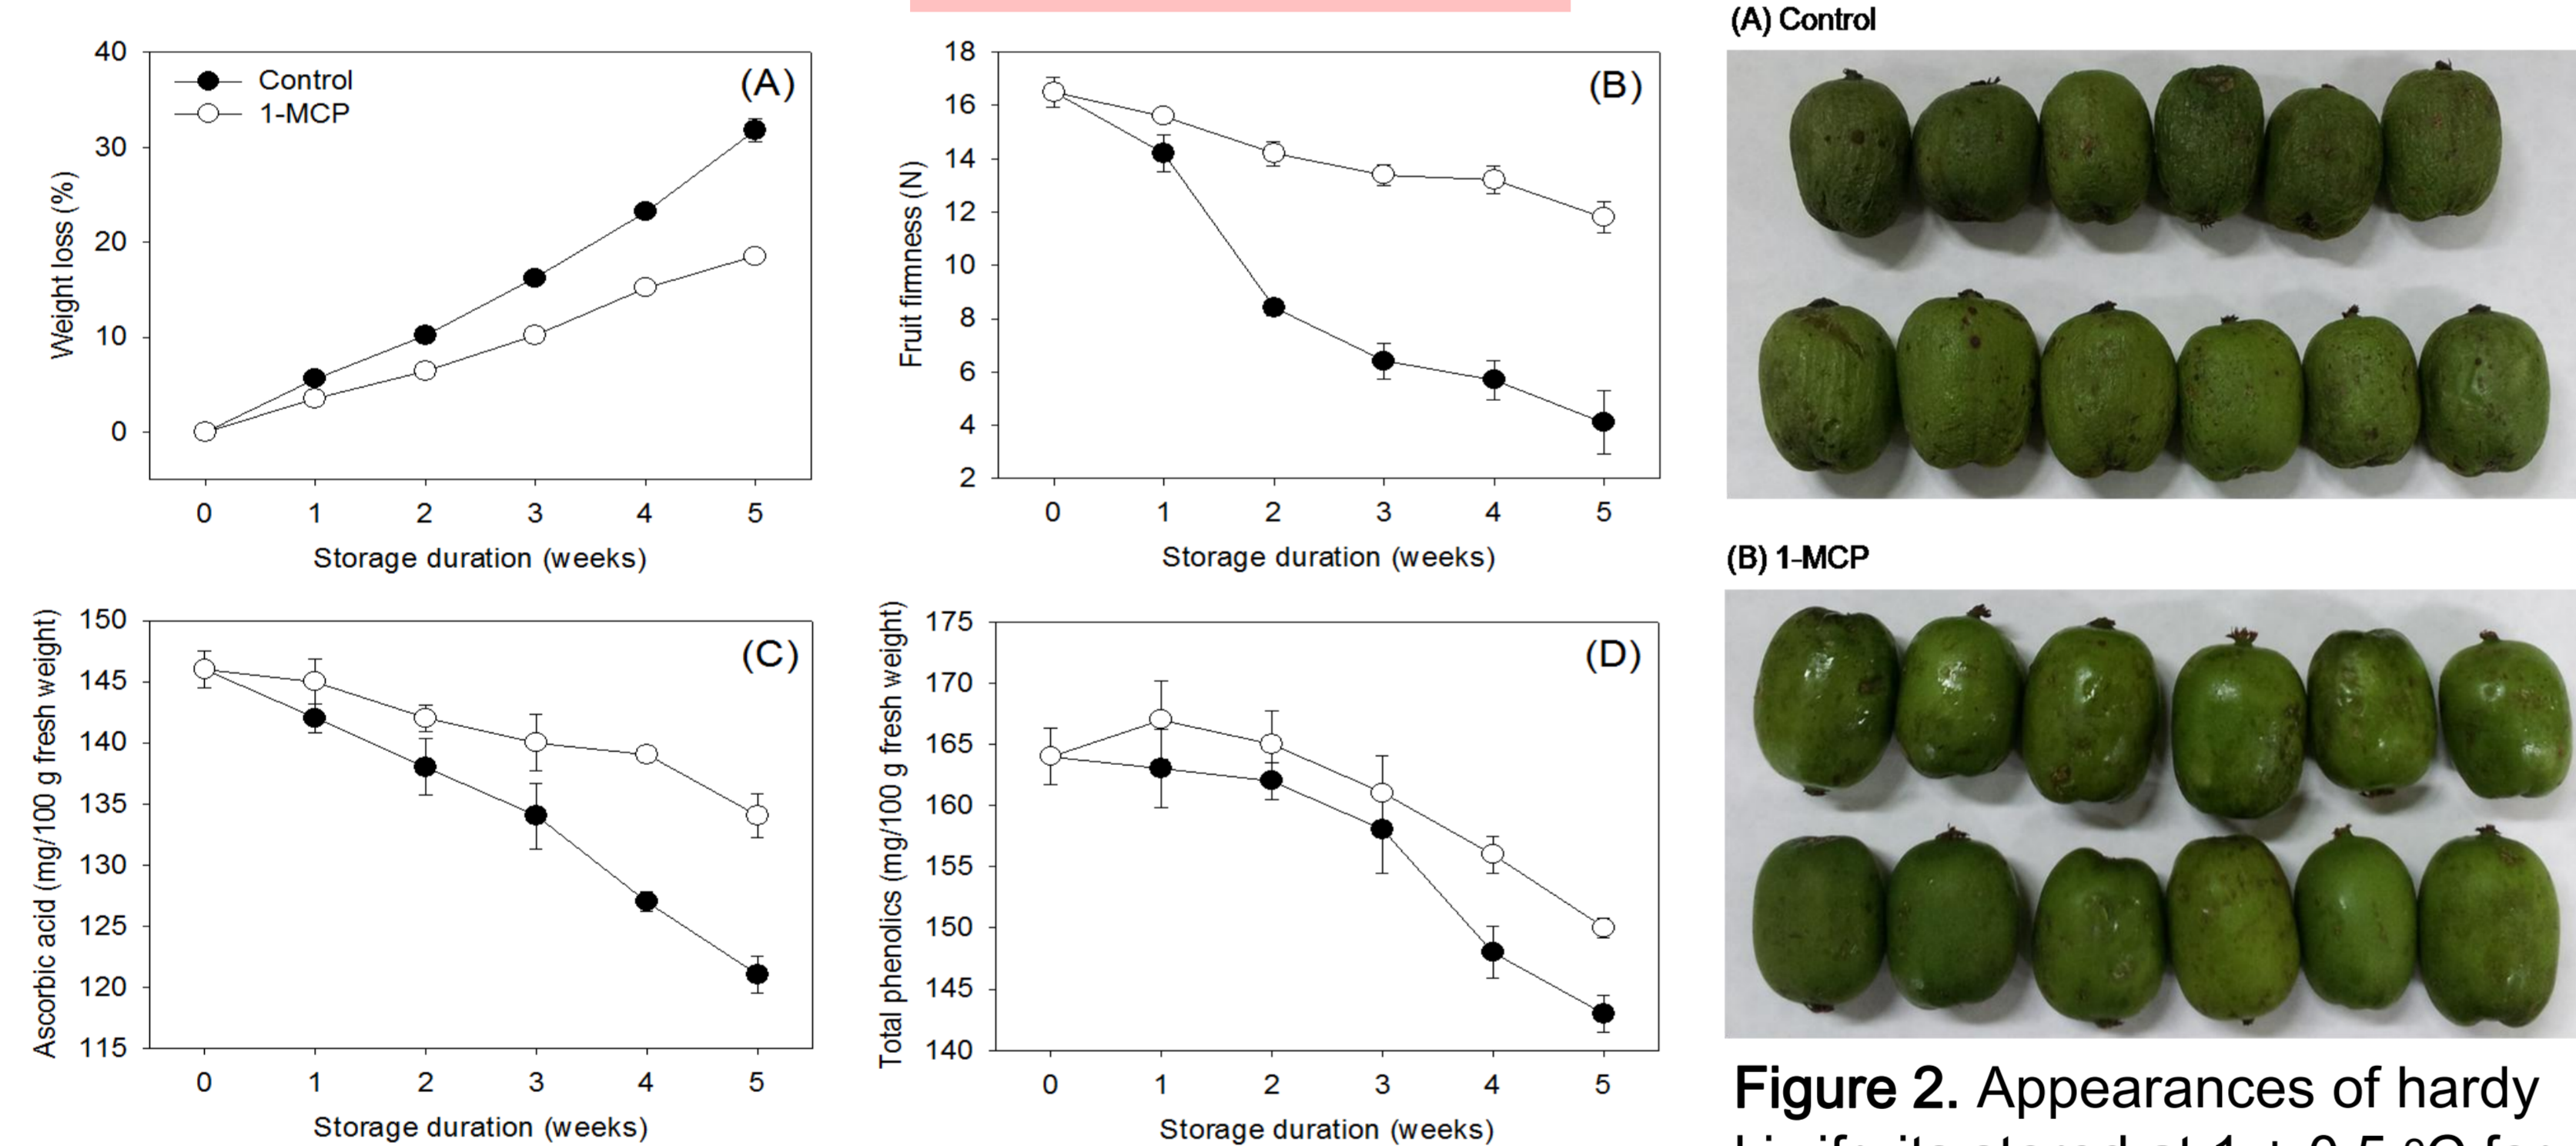 40
30
20
10
0
Weight loss (%)
Control
1-MCP
(A)
0 1 2 3 4 5
Storage duration (weeks)
18
16
14
12
10
8
6
4
2
Fruit firmness (N)
(B)
0 1 2 3 4 5
Storage duration (weeks)
150
145
140
135
130
125
120
115
Ascorbic acid (mg/100 g fresh weight)
(C)
0 1 2 3 4 5
Storage duration (weeks)
175
170
165
160
155
150
145
140
Total phenolics (mg/100 g fresh weight)
(D)
0 1 2 3 4 5
Storage duration (weeks)
(A) Control
(B) 1-MCP
Figure 2. Appearances of hardy